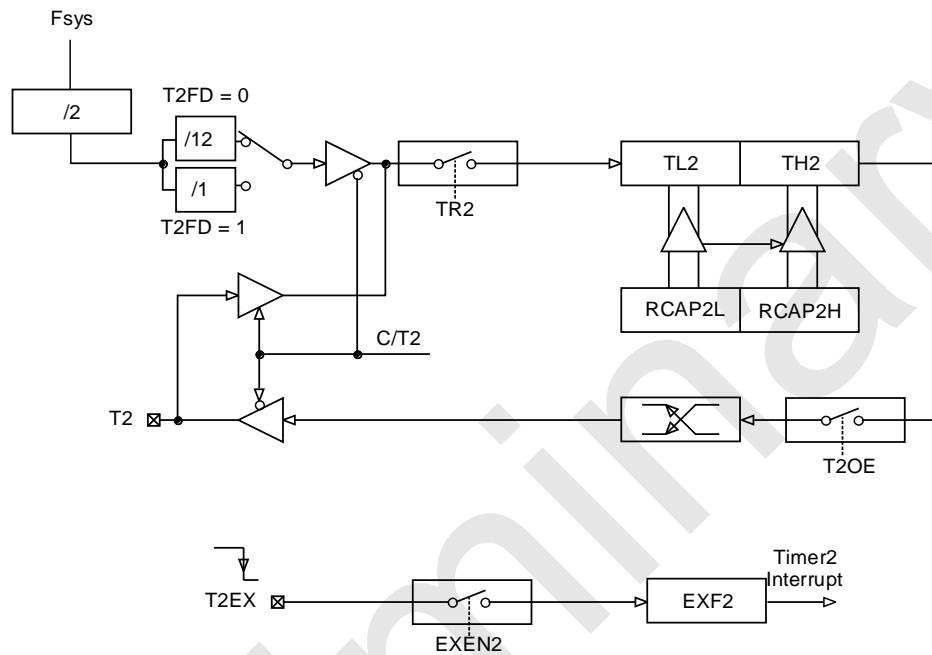 Fsys
/2
T2FD = 0
/12
/1
T2FD = 1
TR2
TL2
TH2
RCAP2L
RCAP2H
C/T2
T2
T2OE
T2EX
EXEN2
EXF2
Timer2
Interrupt